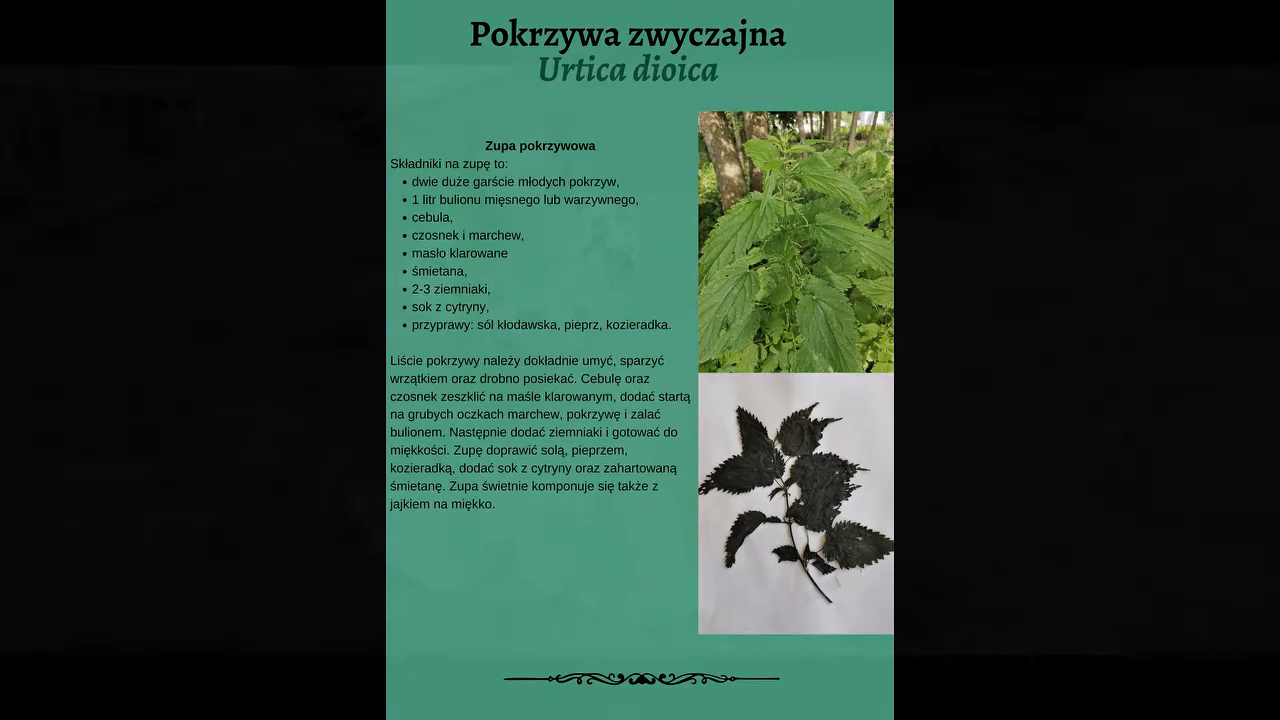 Pokrzywa zwyczajna
Urtica dioica
Zupa pokrzywowa
Składniki na zupę to:
• dwie duże garście młodych pokrzyw,
• 1 litr bulionu mięsnego lub warzywnego,
• cebula,
• czosnek i marchew,
• masło klarowane
• śmietana,
• 2-3 ziemniaki,
• sok z cytryny,
• przyprawy: sól kłodawska, pieprz, kozieradka.
Liście pokrzywy należy dokładnie umyć, sparzyć
wrzątkiem oraz drobno posiekać. Cebulę oraz
czosnek zeszklić na maśle klarowanym, dodać startą
na grubych oczkach marchew, pokrzywę i zalać
bulionem. Następnie dodać ziemniaki i gotować do
miękkości. Zupę doprawić solą, pieprzem,
kozieradką, dodać sok z cytryny oraz zahartowaną
śmietanę. Zupa świetnie komponuje się także z
jajkiem na miękko.